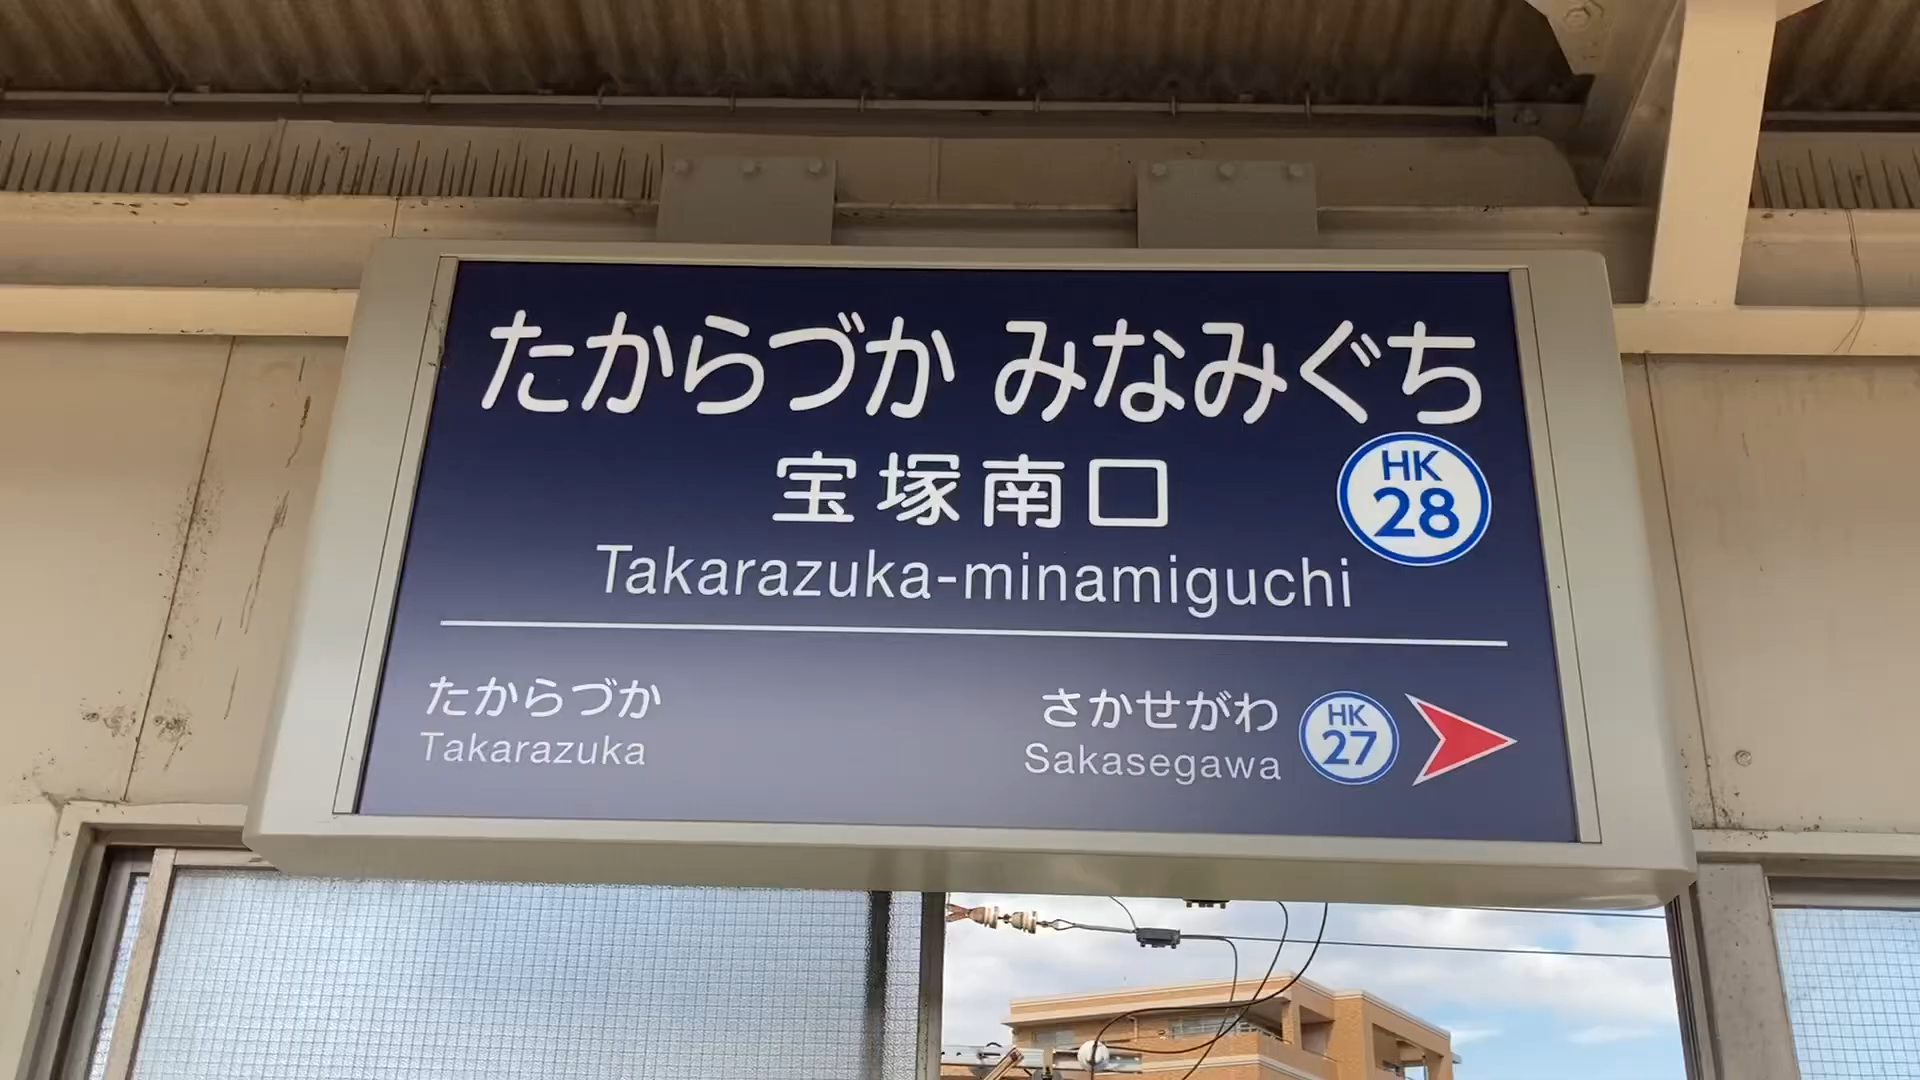 たからづか みなみぐち
宝塚南口
HK
28
Takarazuka-minamiguchi
たからづか
Takarazuka
さかせがわ
Sakasegawa
HK
27